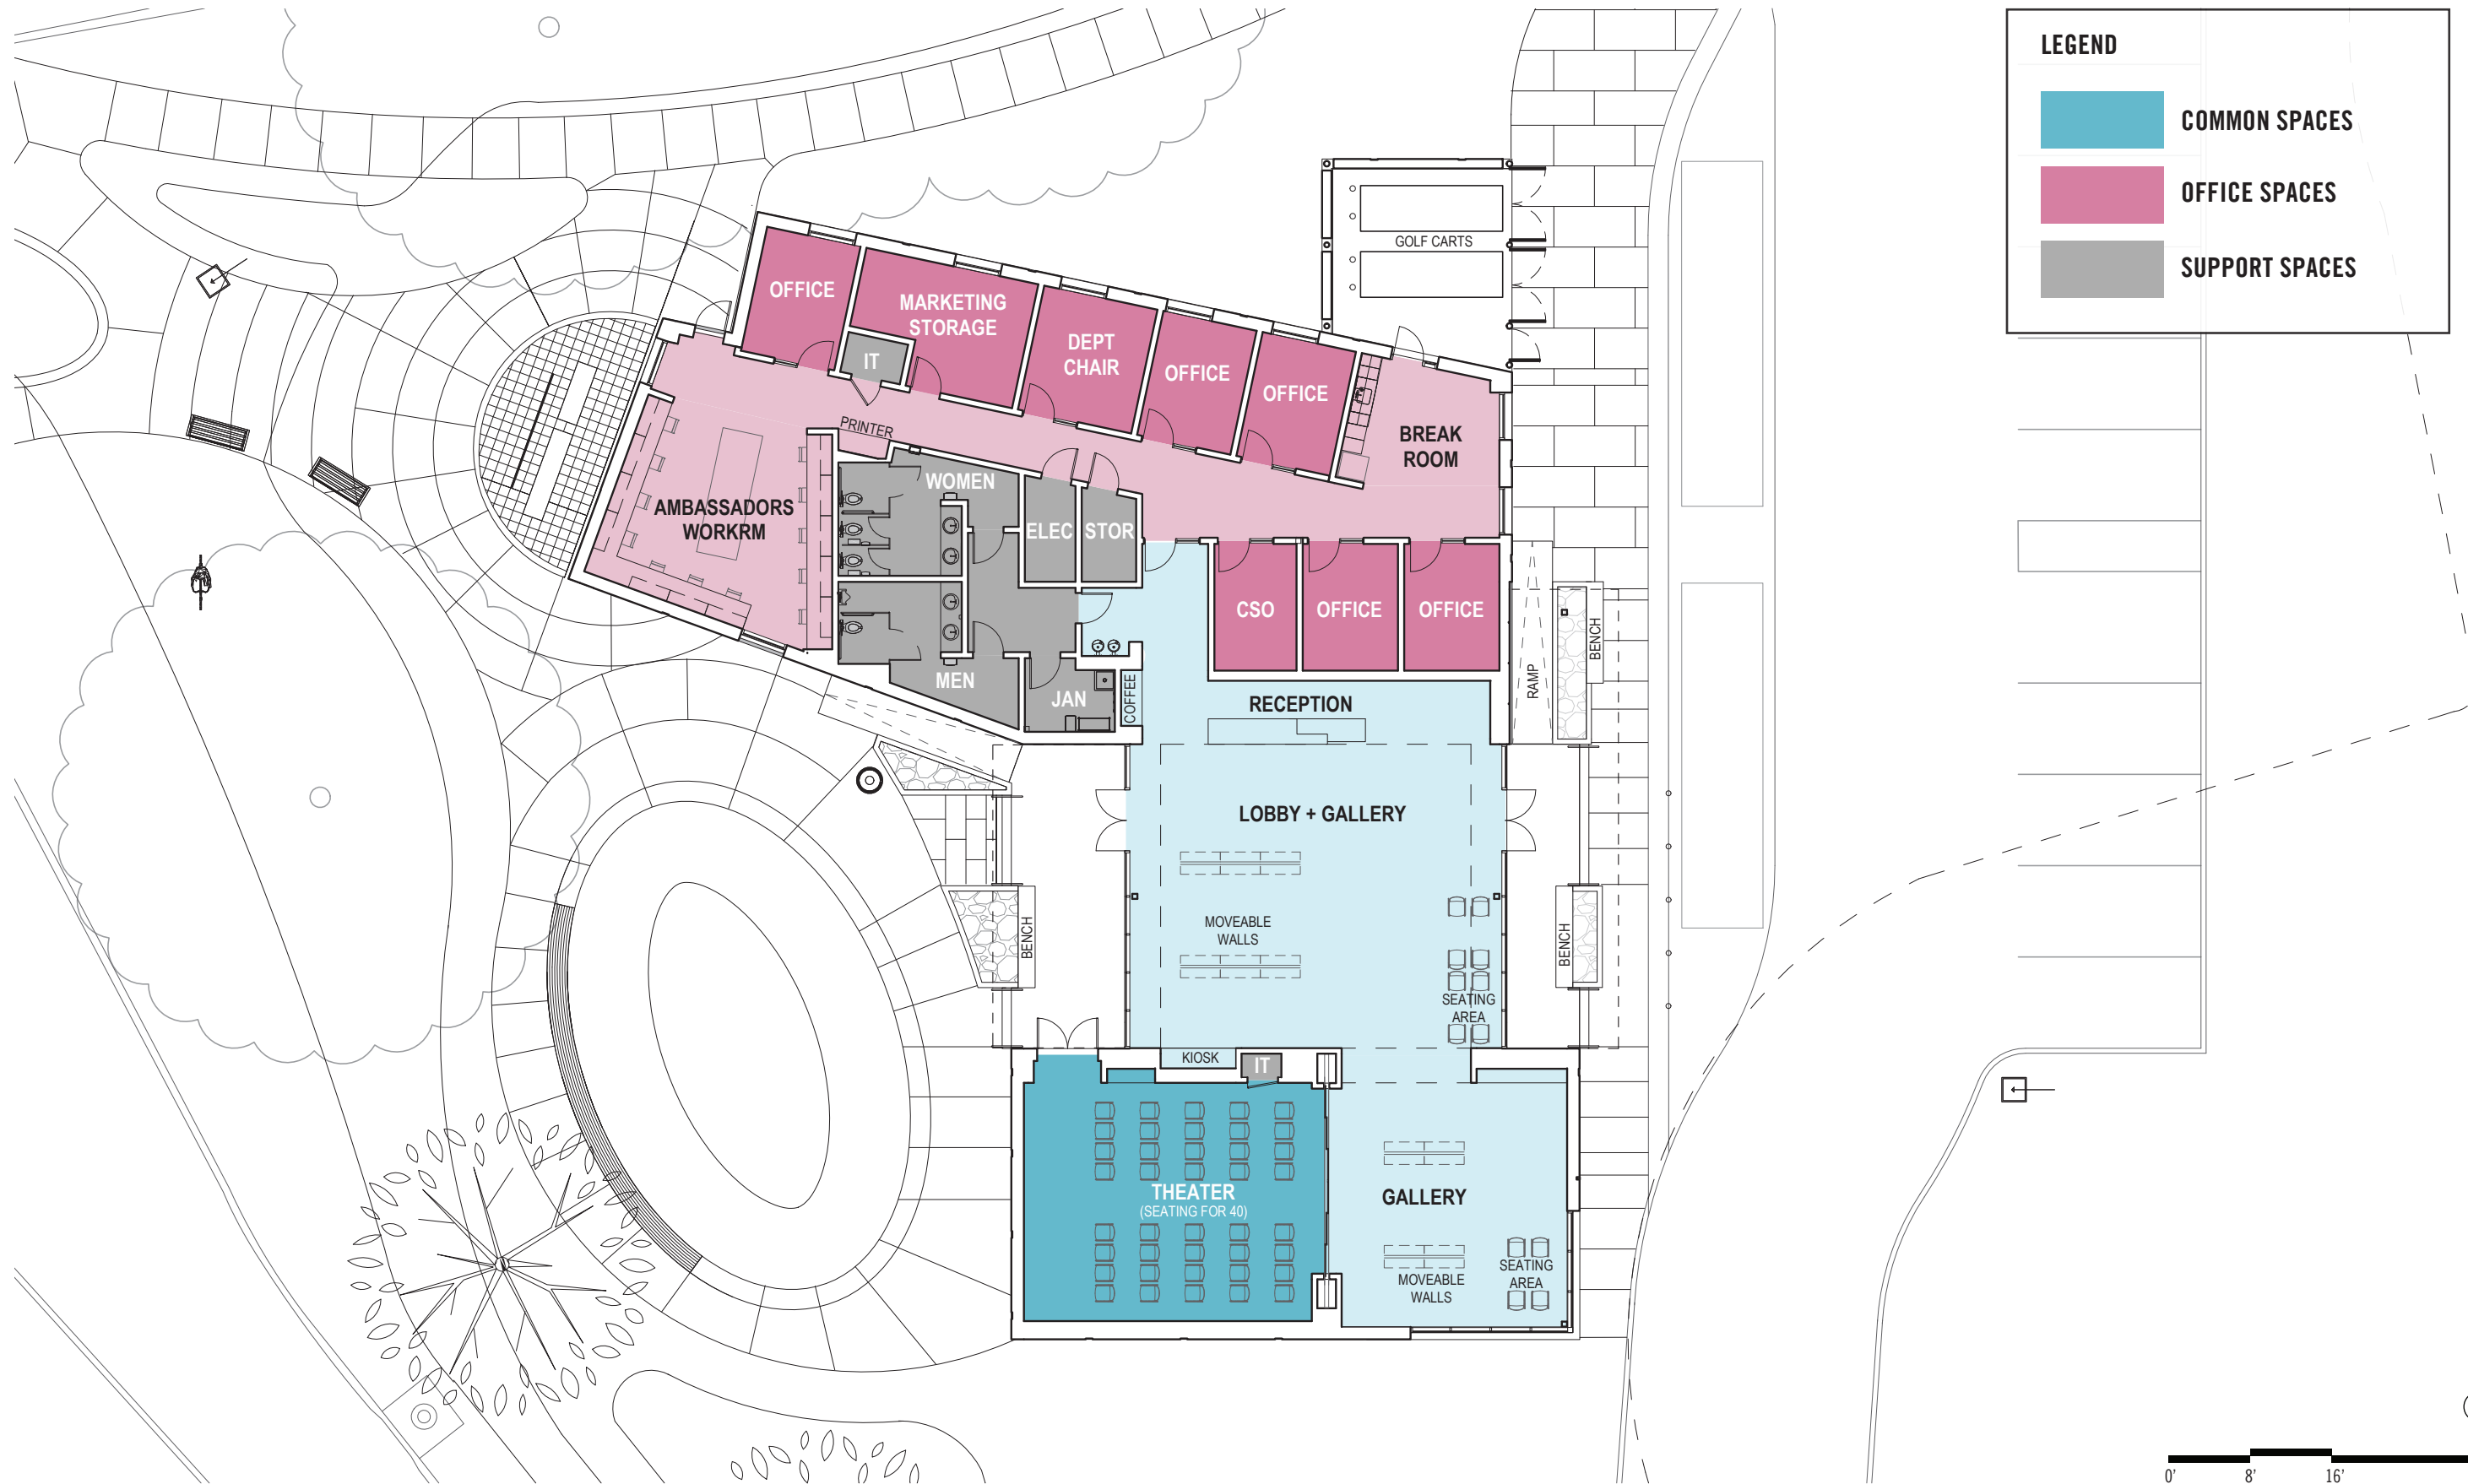 LEGEND
COMMON SPACES
OFFICE SPACES
SUPPORT SPACES
GOLF CARTS
OFFICE
MARKETING
STORAGE
IT
DEPT
CHAIR
OFFICE
OFFICE
BREAK
ROOM
PRINTER
AMBASSADORS
WORKRM
WOMEN
ELEC
STOR
CSO
OFFICE
OFFICE
RAMP
BENCH
MEN
JAN
COFFEE
RECEPTION
LOBBY + GALLERY
MOVEABLE
WALLS
BENCH
BENCH
SEATING
AREA
KIOSK
IT
THEATER
(SEATING FOR 40)
GALLERY
MOVEABLE
WALLS
SEATING
AREA
0'
8'
16'